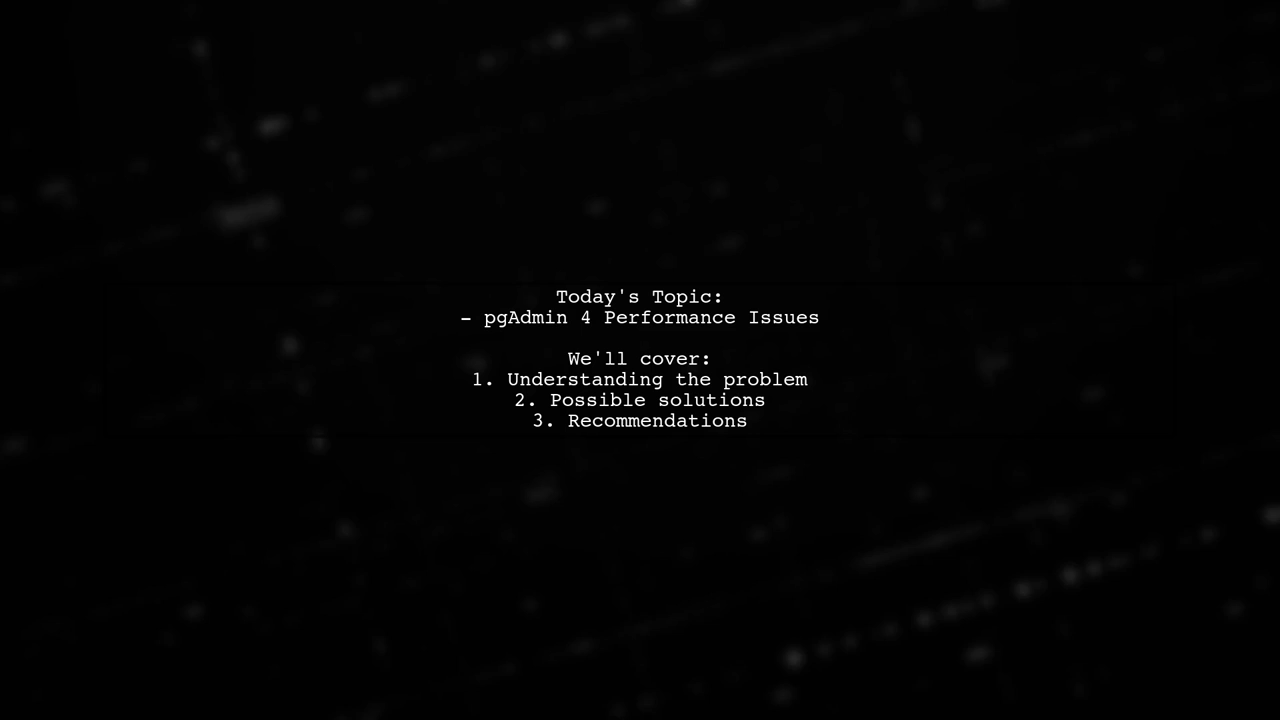 Today's Topic:
- pgAdmin 4 Performance Issues
We'll cover:
1. Understanding the problem
2. Possible solutions
3. Recommendations